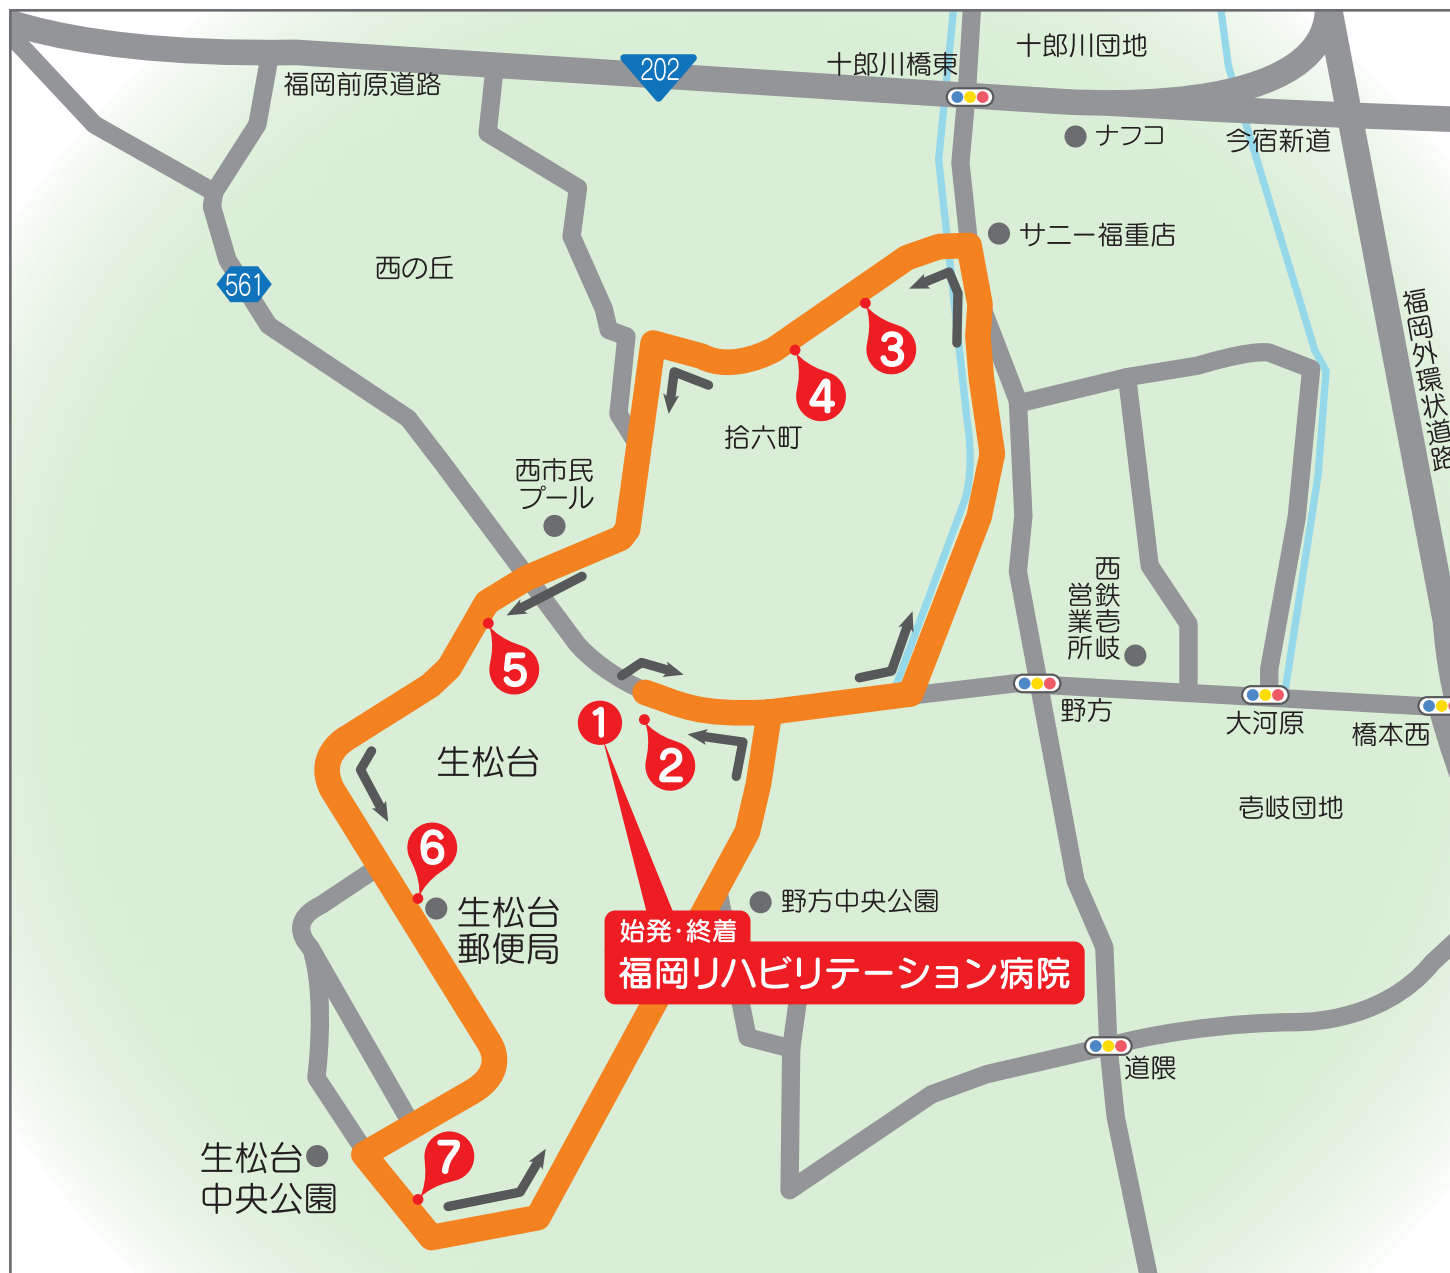 十郎川団地
十郎川橋東
202
福岡前原道路
ナフコ
今宿新道
サニー福重店
西の丘
561
福岡外環状道路
3
4
拾六町
西市民
プール
西鉄壱岐
営業所
5
野方
大河原
橋本西
1
2
生松台
壱岐団地
6
野方中央公園
生松台
郵便局
始発・終着
福岡リハビリテーション病院
道隈
7
生松台
中央公園